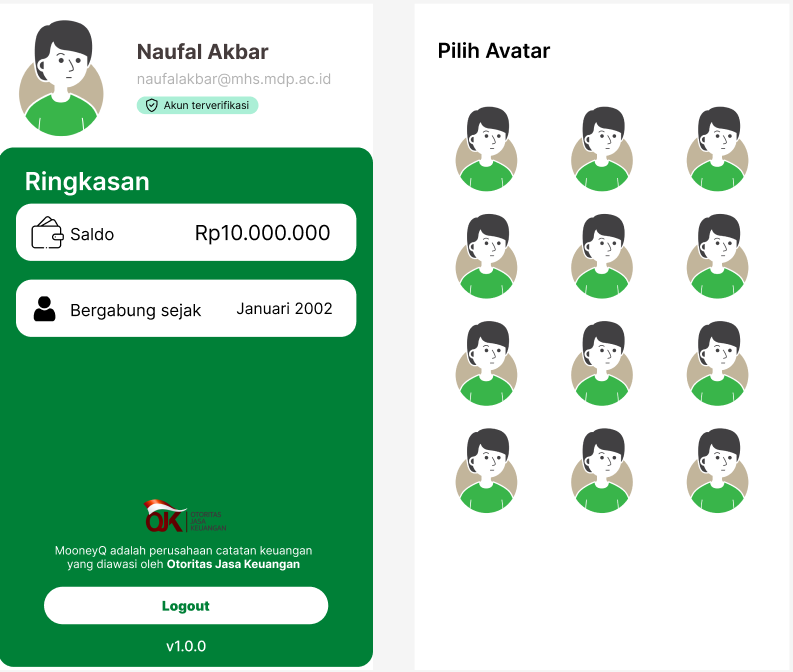 Naufal Akbar
naufalakbar@mhs.mdp.ac.id
Akun terverifikasi
Ringkasan
Saldo Rp10.000.000
Bergabung sejak Januari 2002
OJK
OTORITAS
JASA
KEUANGAN
MooneyQ adalah perusahaan catatan keuangan
yang diawasi oleh Otoritas Jasa Keuangan
Logout
v1.0.0
Pilih Avatar